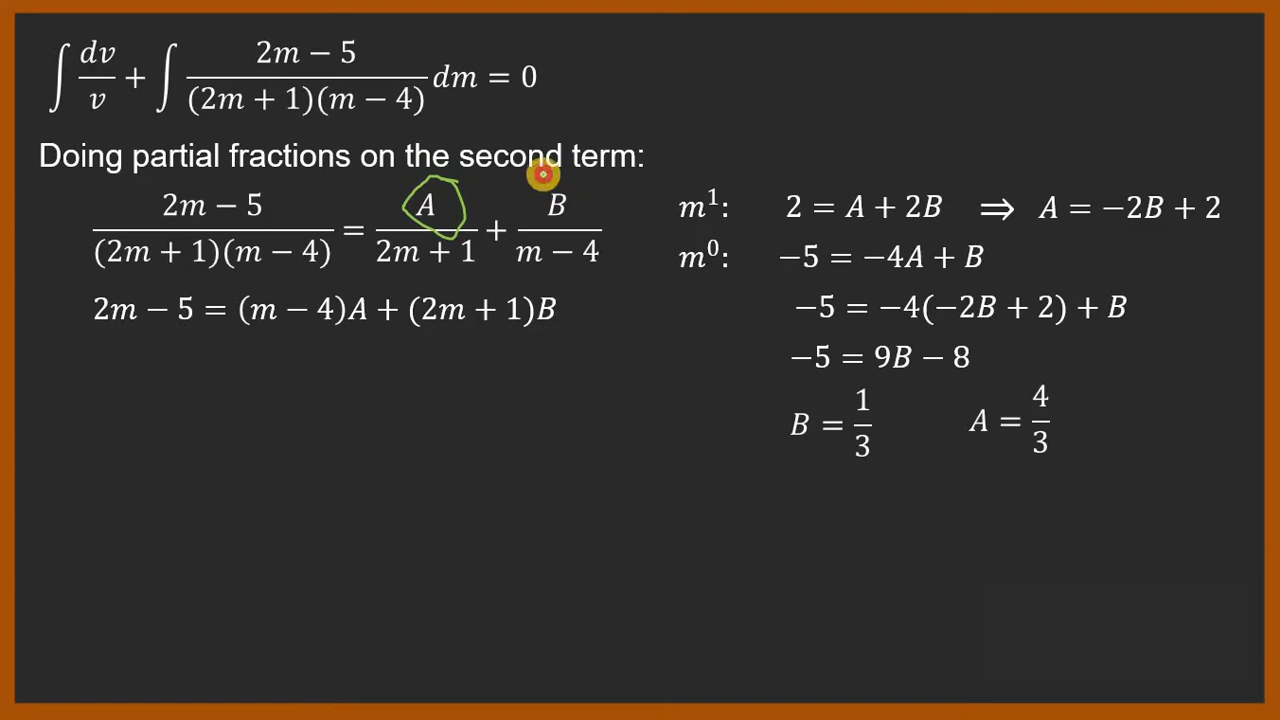 ∫ dv/v + ∫ (2m − 5)/((2m + 1)(m − 4)) dm = 0
Doing partial fractions on the second term:
(2m − 5)/((2m + 1)(m − 4)) = A/(2m + 1) + B/(m − 4)
2m − 5 = (m − 4)A + (2m + 1)B
m¹: 2 = A + 2B ⇒ A = −2B + 2
m⁰: −5 = −4A + B
−5 = −4(−2B + 2) + B
−5 = 9B − 8
B = 1/3 A = 4/3